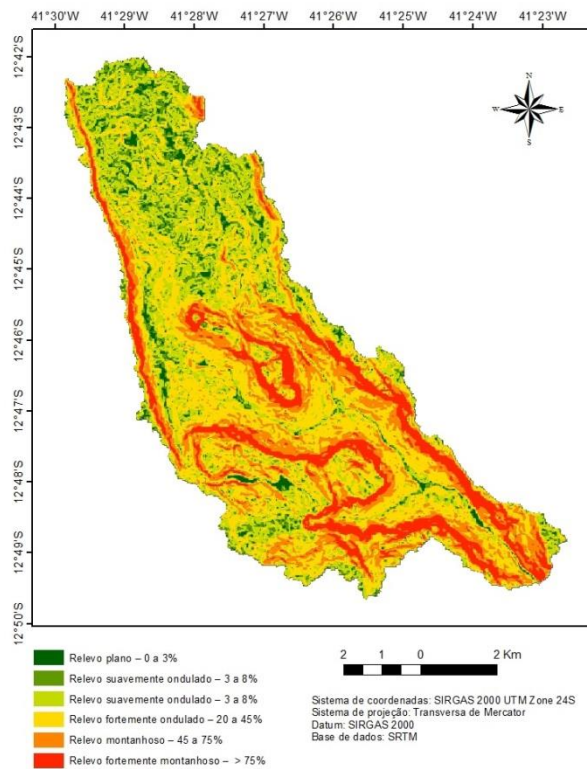 41°30'W 41°29'W 41°28'W 41°27'W 41°26'W 41°25'W 41°24'W 41°23'W
12°42'S
12°43'S
12°44'S
12°45'S
12°46'S
12°47'S
12°48'S
12°49'S
12°50'S
N
W E
S
Relevo plano – 0 a 3%
Relevo suavemente ondulado – 3 a 8%
Relevo suavemente ondulado – 3 a 8%
Relevo fortemente ondulado – 20 a 45%
Relevo montanhoso – 45 a 75%
Relevo fortemente montanhoso – > 75%
2 1 0 2 Km
Sistema de coordenadas: SIRGAS 2000 UTM Zone 24S
Sistema de projeção: Transversa de Mercator
Datum: SIRGAS 2000
Base de dados: SRTM